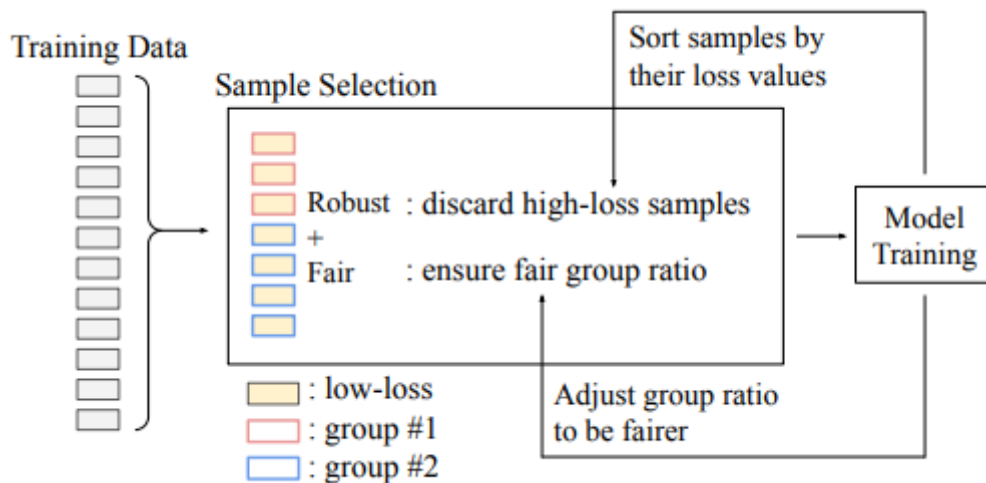 Training Data
Sample Selection
Sort samples by
their loss values
Robust : discard high-loss samples
+
Fair : ensure fair group ratio
Model
Training
Adjust group ratio
to be fairer
: low-loss
: group #1
: group #2